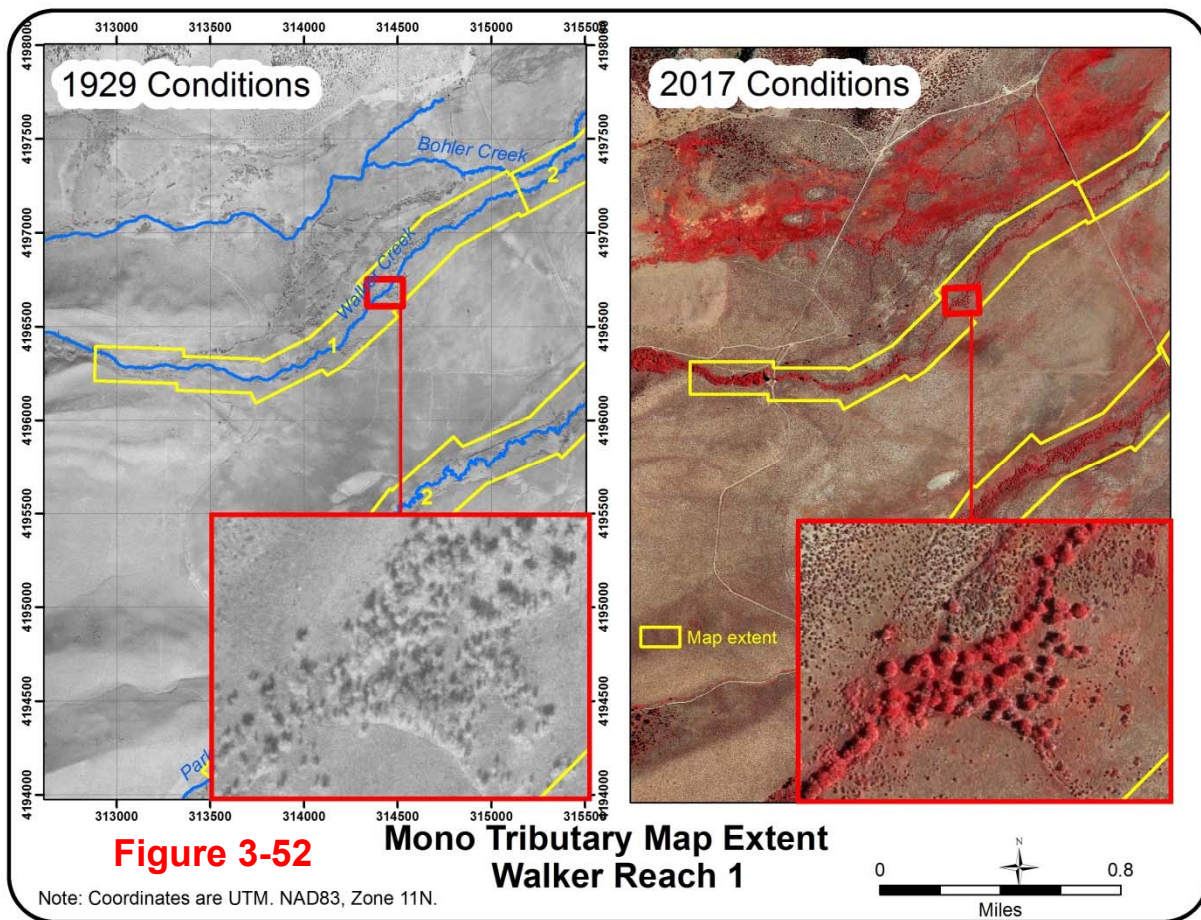 313000 313500 314000 314500 315000 315500
1929 Conditions
2017 Conditions
4198000
4197500
4197000
4196500
4196000
4195500
4195000
4194500
4194000
4198000
4197500
4197000
4196500
4196000
4195500
4195000
4194500
4194000
Bohler Creek
2
Walker Creek
1
2
Map extent
313000 313500 314000 314500 315000 315500
Figure 3-52
Mono Tributary Map Extent
Walker Reach 1
N
0 0.8
Miles
Note: Coordinates are UTM. NAD83, Zone 11N.